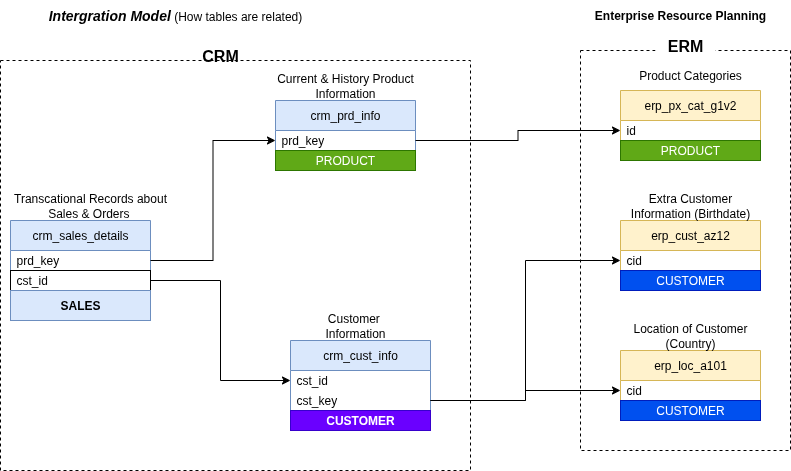 Intergration Model (How tables are related)
Enterprise Resource Planning
CRM
ERM
Current & History Product
Information
crm_prd_info
prd_key
PRODUCT
Product Categories
erp_px_cat_g1v2
id
PRODUCT
Transcational Records about
Sales & Orders
crm_sales_details
prd_key
cst_id
SALES
Extra Customer
Information (Birthdate)
erp_cust_az12
cid
CUSTOMER
Customer
Information
crm_cust_info
cst_id
cst_key
CUSTOMER
Location of Customer
(Country)
erp_loc_a101
cid
CUSTOMER